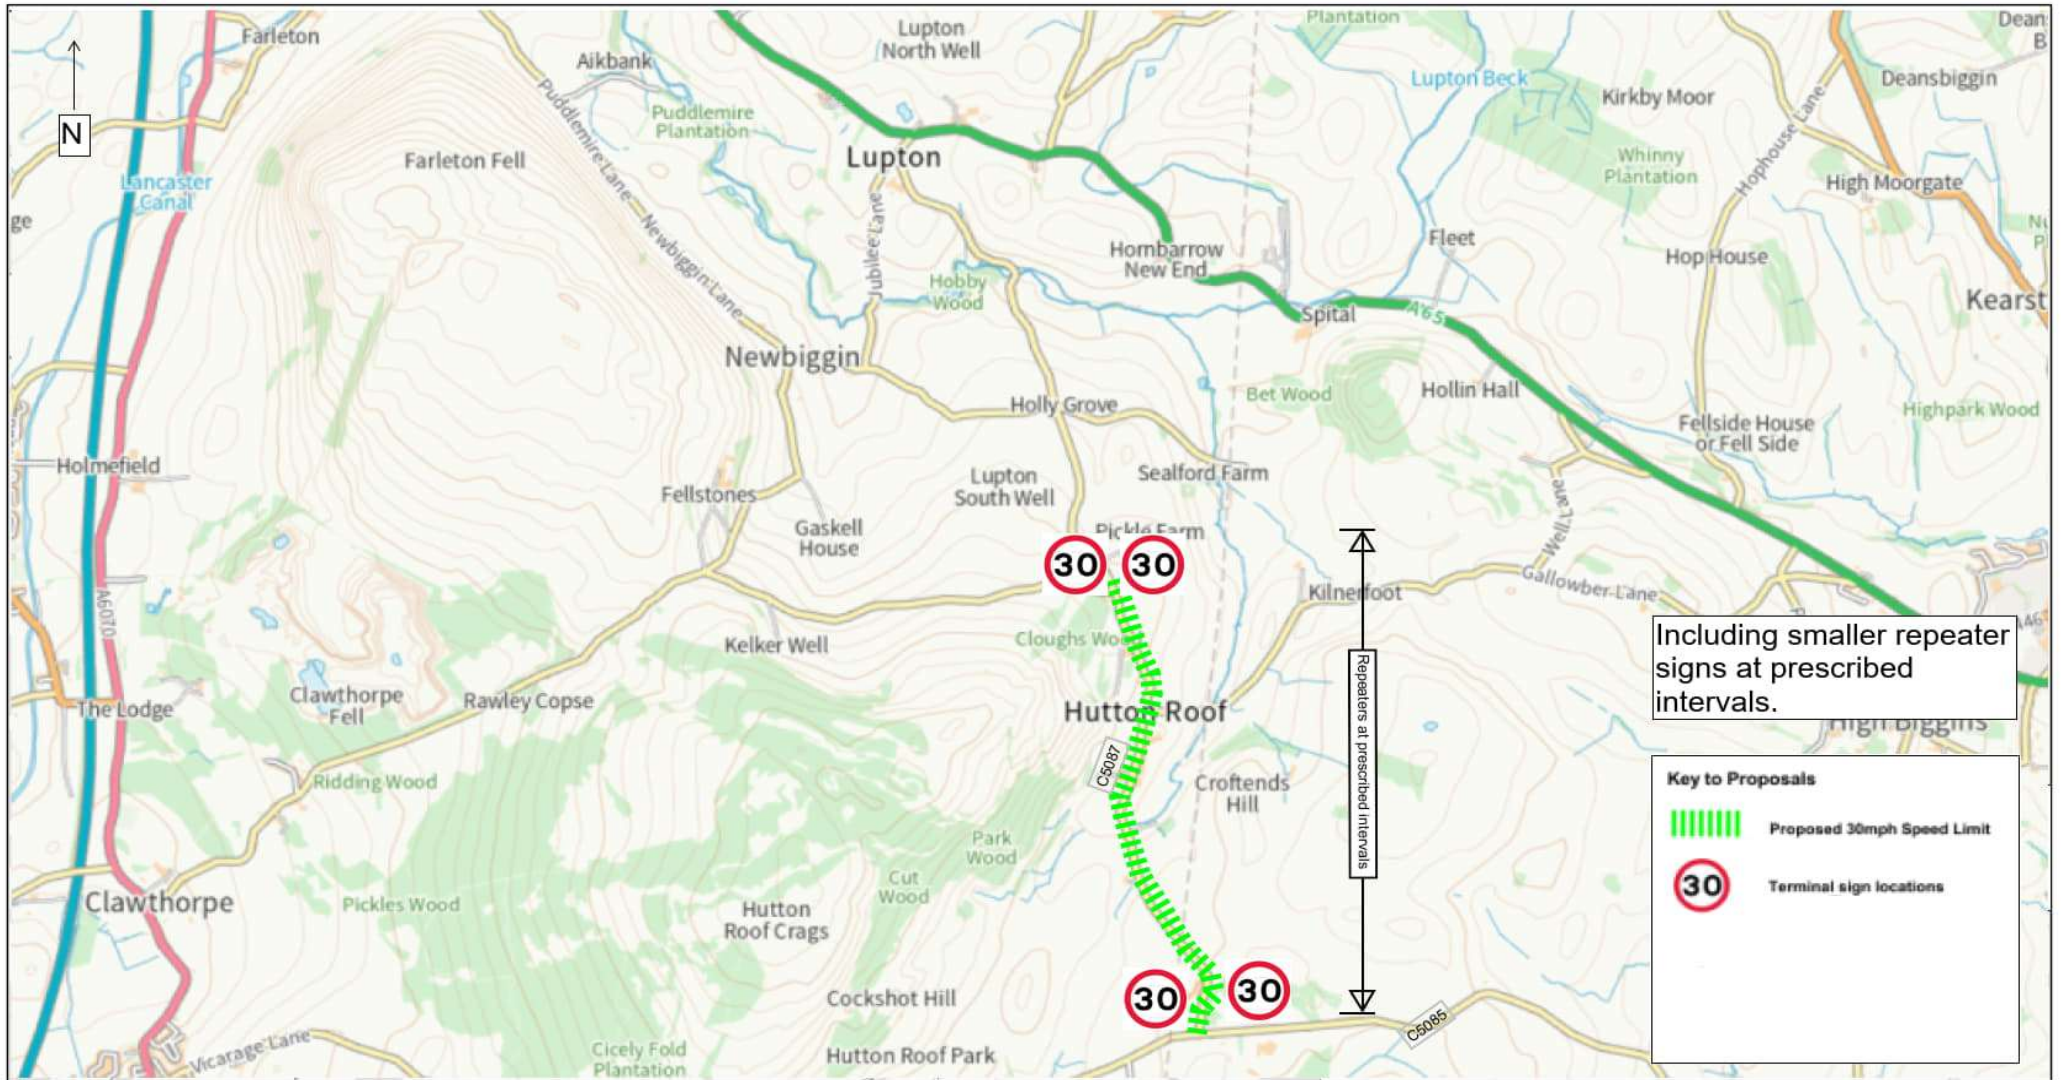 Farleton
Lupton
North Well
Plantation
Aikbank
Lupton Beck
Deansbiggin
Kirkby Moor
N
Puddlemire
Plantation
Puddlemire Lane
Hophouse Lane
Farleton Fell
Lupton
Whinny
Plantation
High Moorgate
Lancaster
Canal
ge
Newbiggin Lane
Jubilee Lane
Hornbarrow
New End
Fleet
Hop House
Hobby
Wood
Kearst
Spital
A65
Newbiggin
Bet Wood
Hollin Hall
Holly Grove
Highpark Wood
Fellside House
or Fell Side
Holmefield
Lupton
South Well
Sealford Farm
Fellstones
Well Lane
Gaskell
House
Pickle Farm
30
30
A6070
Kilnerfoot
Gallowber Lane
Cloughs Wo
Kelker Well
Including smaller repeater
signs at prescribed
intervals.
A46
Repeaters at prescribed intervals
Clawthorpe
Fell
Rawley Copse
The Lodge
Hutton Roof
High Biggins
C5087
Ridding Wood
Croftends
Hill
Key to Proposals
Proposed 30mph Speed Limit
Park
Wood
30
Terminal sign locations
Cut
Wood
Clawthorpe
Pickles Wood
Hutton
Roof Crags
Cockshot Hill
30
30
C5085
Vicarage Lane
Cicely Fold
Plantation
Hutton Roof Park